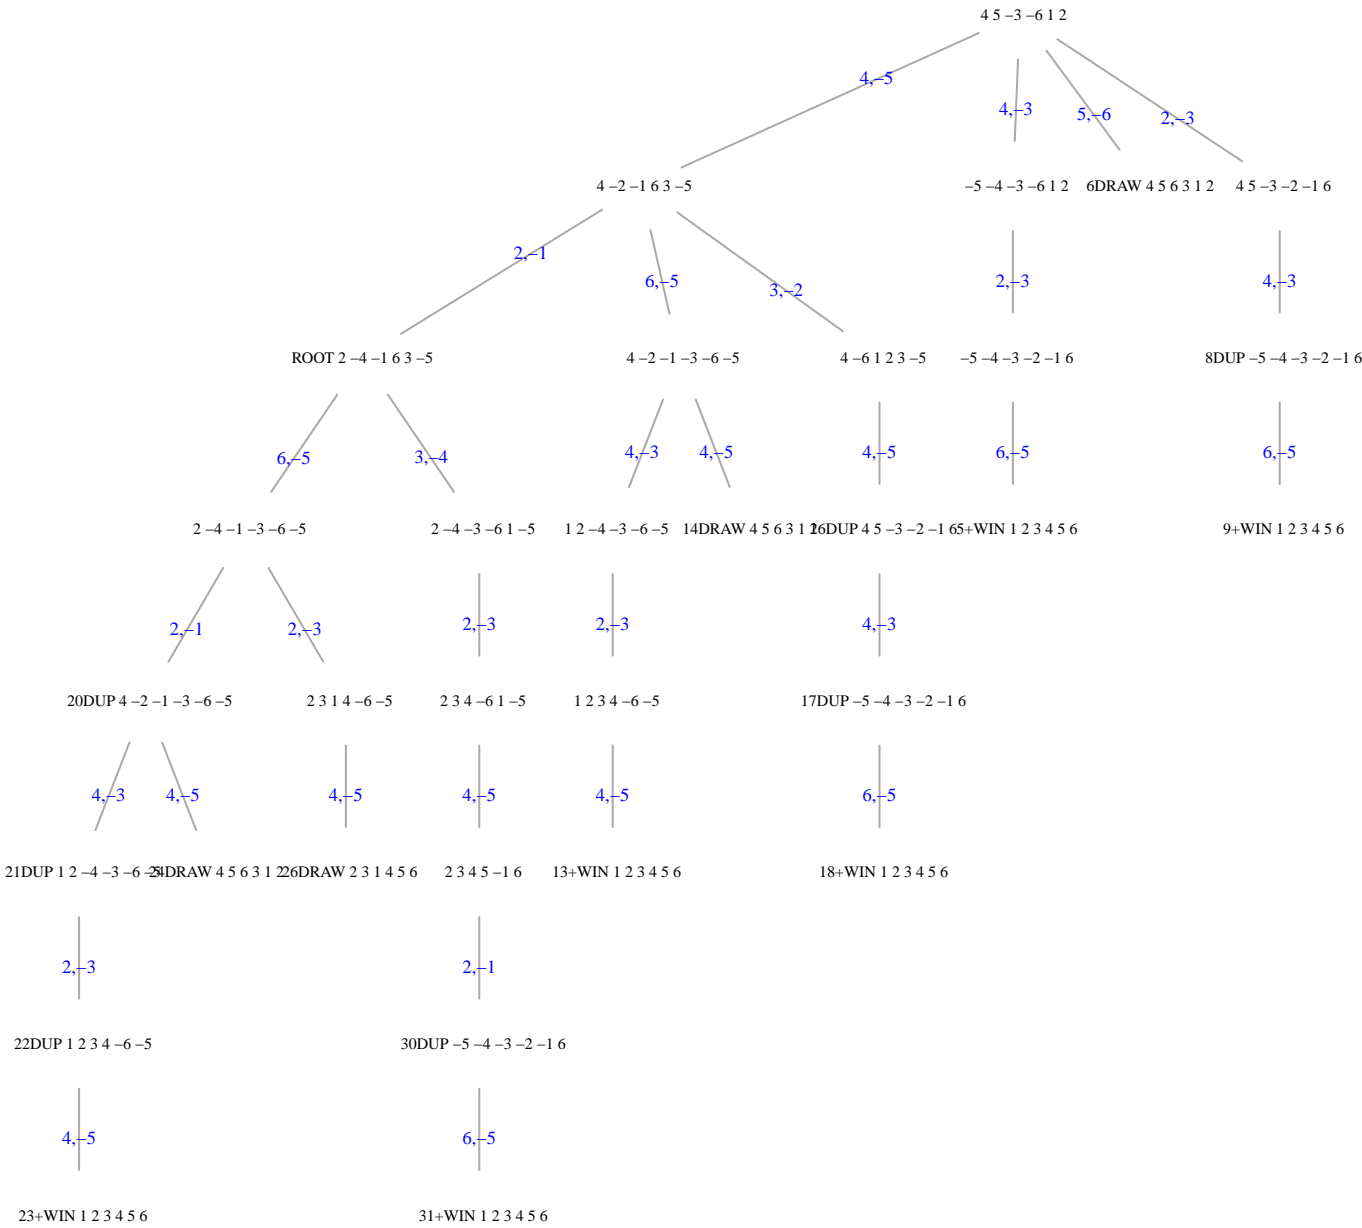 4 5 –3 –6 1 2
4,–5
4,–3
5,–6
2,–3
4 –2 –1 6 3 –5
–5 –4 –3 –6 1 2
6DRAW 4 5 6 3 1 2
4 5 –3 –2 –1 6
2,–1
6,–5
3,–2
2,–3
4,–3
ROOT 2 –4 –1 6 3 –5
4 –2 –1 –3 –6 –5
4 –6 1 2 3 –5
–5 –4 –3 –2 –1 6
8DUP –5 –4 –3 –2 –1 6
6,–5
3,–4
4,–3
4,–5
4,–5
6,–5
6,–5
2 –4 –1 –3 –6 –5
2 –4 –3 –6 1 –5
1 2 –4 –3 –6 –5
14DRAW 4 5 6 3 1 2
16DUP 4 5 –3 –2 –1 6
5+WIN 1 2 3 4 5 6
9+WIN 1 2 3 4 5 6
2,–1
2,–3
2,–3
2,–3
4,–3
20DUP 4 –2 –1 –3 –6 –5
2 3 1 4 –6 –5
2 3 4 –6 1 –5
1 2 3 4 –6 –5
17DUP –5 –4 –3 –2 –1 6
4,–3
4,–5
4,–5
4,–5
4,–5
6,–5
21DUP 1 2 –4 –3 –6 –5
24DRAW 4 5 6 3 1 2
26DRAW 2 3 1 4 5 6
2 3 4 5 –1 6
13+WIN 1 2 3 4 5 6
18+WIN 1 2 3 4 5 6
2,–3
2,–1
22DUP 1 2 3 4 –6 –5
30DUP –5 –4 –3 –2 –1 6
4,–5
6,–5
23+WIN 1 2 3 4 5 6
31+WIN 1 2 3 4 5 6